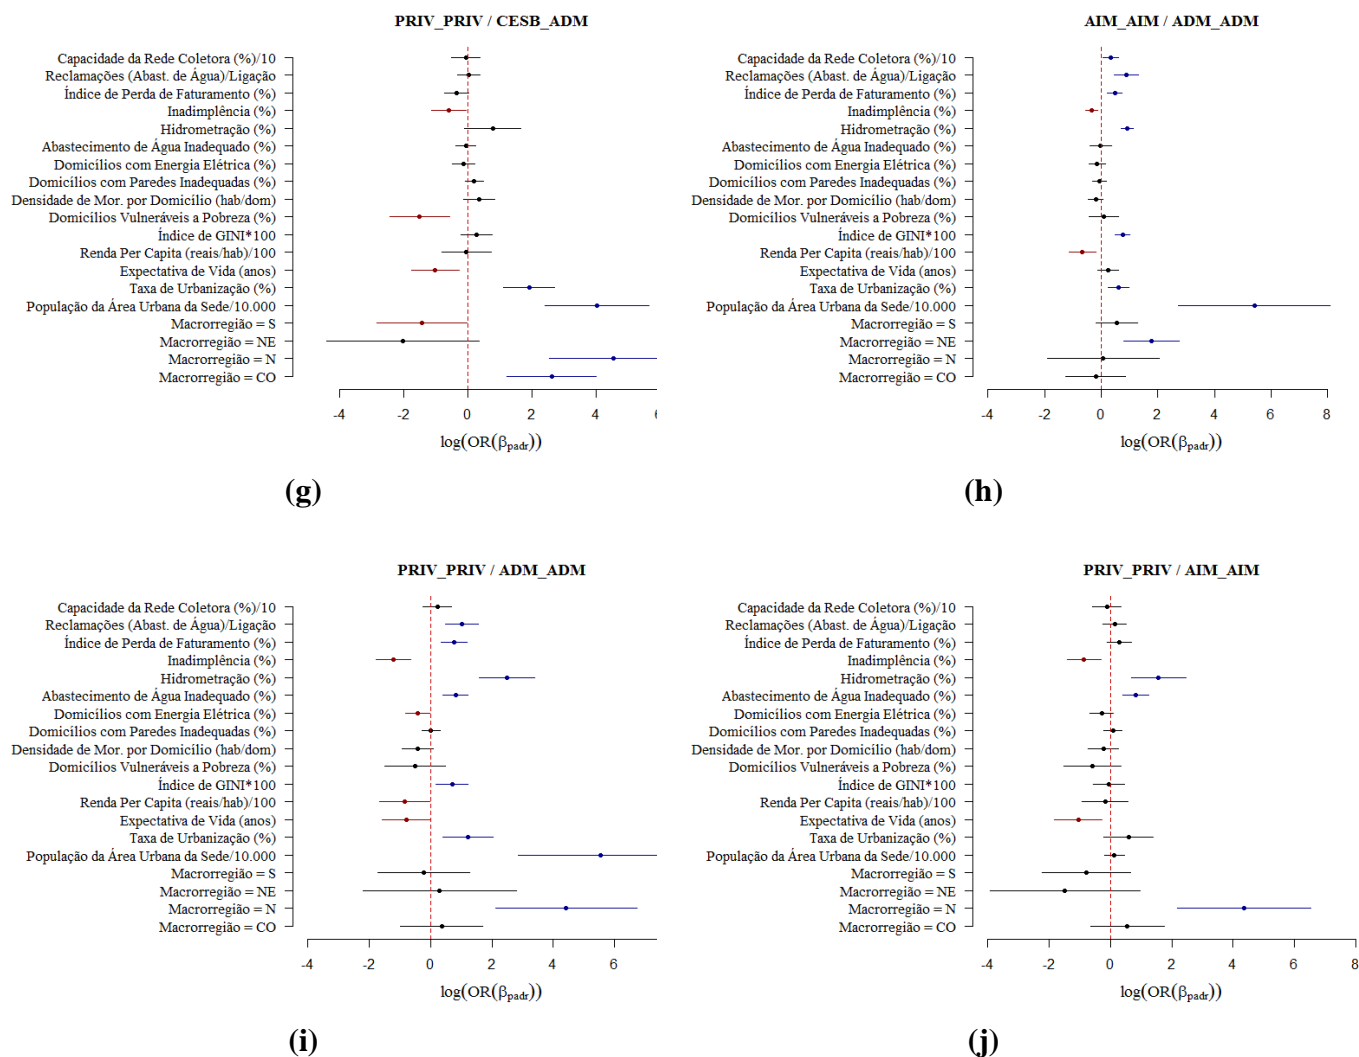 PRIV_PRIV / CESB_ADM
Capacidade da Rede Coletora (%)/10
Reclamações (Abast. de Água)/Ligação
Índice de Perda de Faturamento (%)
Inadimplência (%)
Hidrometração (%)
Abastecimento de Água Inadequado (%)
Domicílios com Energia Elétrica (%)
Domicílios com Paredes Inadequadas (%)
Densidade de Mor. por Domicílio (hab/dom)
Domicílios Vulneráveis a Pobreza (%)
Índice de GINI*100
Renda Per Capita (reais/hab)/100
Expectativa de Vida (anos)
Taxa de Urbanização (%)
População da Área Urbana da Sede/10.000
Macrorregião = S
Macrorregião = NE
Macrorregião = N
Macrorregião = CO
-4 -2 0 2 4 6
log(OR(βpadr))
(g)
AIM_AIM / ADM_ADM
Capacidade da Rede Coletora (%)/10
Reclamações (Abast. de Água)/Ligação
Índice de Perda de Faturamento (%)
Inadimplência (%)
Hidrometração (%)
Abastecimento de Água Inadequado (%)
Domicílios com Energia Elétrica (%)
Domicílios com Paredes Inadequadas (%)
Densidade de Mor. por Domicílio (hab/dom)
Domicílios Vulneráveis a Pobreza (%)
Índice de GINI*100
Renda Per Capita (reais/hab)/100
Expectativa de Vida (anos)
Taxa de Urbanização (%)
População da Área Urbana da Sede/10.000
Macrorregião = S
Macrorregião = NE
Macrorregião = N
Macrorregião = CO
-4 -2 0 2 4 6 8
log(OR(βpadr))
(h)
PRIV_PRIV / ADM_ADM
Capacidade da Rede Coletora (%)/10
Reclamações (Abast. de Água)/Ligação
Índice de Perda de Faturamento (%)
Inadimplência (%)
Hidrometração (%)
Abastecimento de Água Inadequado (%)
Domicílios com Energia Elétrica (%)
Domicílios com Paredes Inadequadas (%)
Densidade de Mor. por Domicílio (hab/dom)
Domicílios Vulneráveis a Pobreza (%)
Índice de GINI*100
Renda Per Capita (reais/hab)/100
Expectativa de Vida (anos)
Taxa de Urbanização (%)
População da Área Urbana da Sede/10.000
Macrorregião = S
Macrorregião = NE
Macrorregião = N
Macrorregião = CO
-4 -2 0 2 4 6
log(OR(βpadr))
(i)
PRIV_PRIV / AIM_AIM
Capacidade da Rede Coletora (%)/10
Reclamações (Abast. de Água)/Ligação
Índice de Perda de Faturamento (%)
Inadimplência (%)
Hidrometração (%)
Abastecimento de Água Inadequado (%)
Domicílios com Energia Elétrica (%)
Domicílios com Paredes Inadequadas (%)
Densidade de Mor. por Domicílio (hab/dom)
Domicílios Vulneráveis a Pobreza (%)
Índice de GINI*100
Renda Per Capita (reais/hab)/100
Expectativa de Vida (anos)
Taxa de Urbanização (%)
População da Área Urbana da Sede/10.000
Macrorregião = S
Macrorregião = NE
Macrorregião = N
Macrorregião = CO
-4 -2 0 2 4 6 8
log(OR(βpadr))
(j)